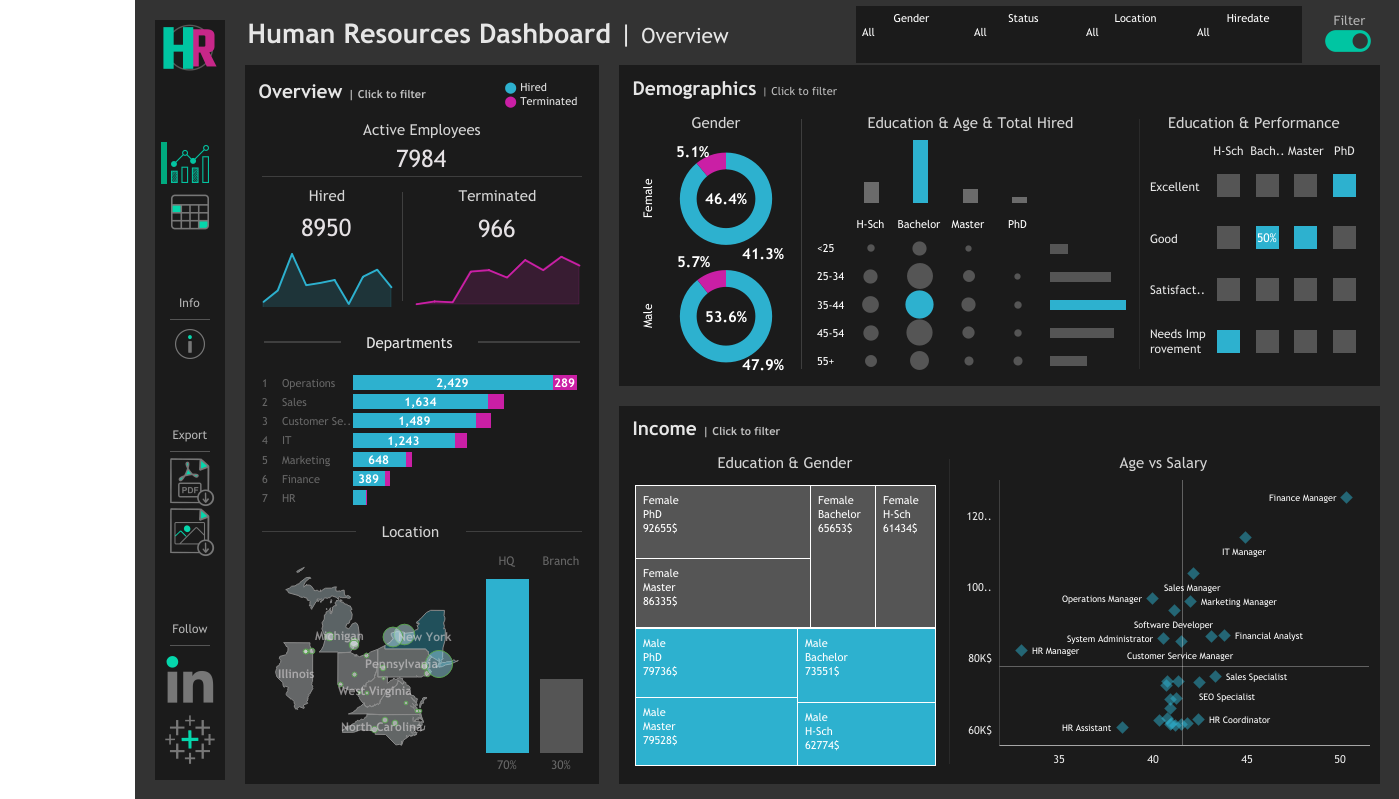 HR
Human Resources Dashboard | Overview
Gender
Status
Location
Hiredate
All
All
All
All
Filter
Info
Export
PDF
Follow
in
Overview | Click to filter
Hired
Terminated
Active Employees
7984
Hired
Terminated
8950
966
Departments
1 Operations 2,429 289
2 Sales 1,634
3 Customer Se.. 1,489
4 IT 1,243
5 Marketing 648
6 Finance 389
7 HR
Location
HQ
Branch
Michigan
New York
Pennsylvania
Illinois
West Virginia
North Carolina
70%
30%
Demographics | Click to filter
Gender
5.1%
Female
46.4%
41.3%
5.7%
Male
53.6%
47.9%
Education & Age & Total Hired
H-Sch Bachelor Master PhD
<25
25-34
35-44
45-54
55+
Education & Performance
H-Sch Bach.. Master PhD
Excellent
Good
50%
Satisfact..
Needs Imp
rovement
Income | Click to filter
Education & Gender
Female
PhD
92655$
Female
Bachelor
65653$
Female
H-Sch
61434$
Female
Master
86335$
Male
PhD
79736$
Male
Bachelor
73551$
Male
Master
79528$
Male
H-Sch
62774$
Age vs Salary
120..
100..
80K$
60K$
Finance Manager
IT Manager
Sales Manager
Operations Manager
Marketing Manager
Software Developer
System Administrator
Financial Analyst
HR Manager
Customer Service Manager
Sales Specialist
SEO Specialist
HR Coordinator
HR Assistant
35
40
45
50